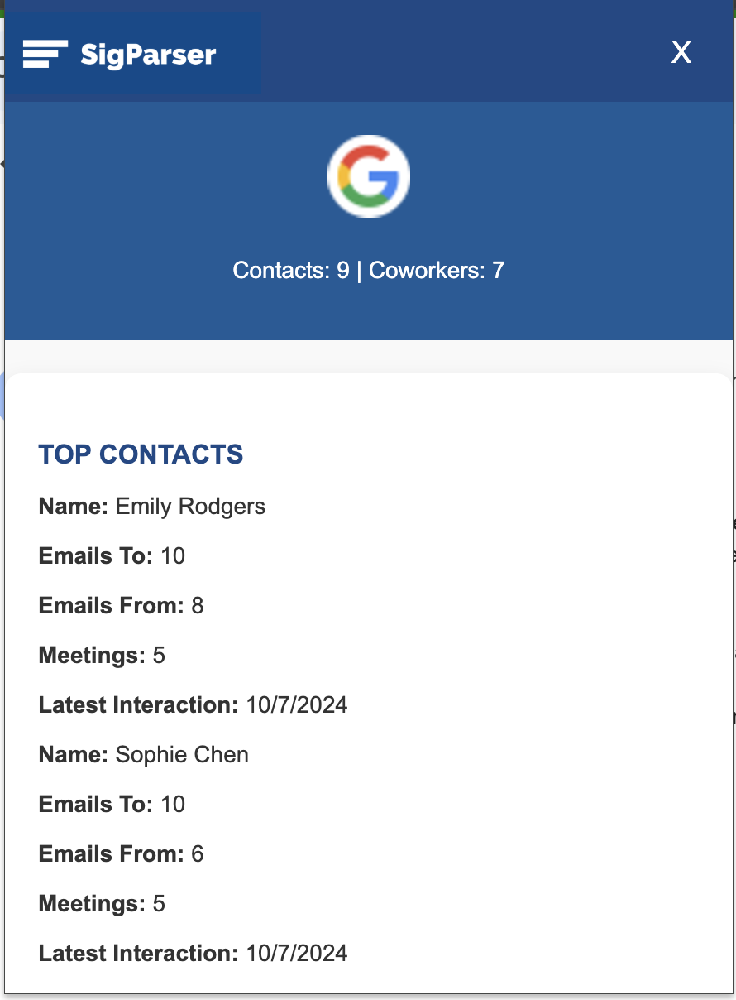 SigParser
X
Contacts: 9 | Coworkers: 7
TOP CONTACTS
Name: Emily Rodgers
Emails To: 10
Emails From: 8
Meetings: 5
Latest Interaction: 10/7/2024
Name: Sophie Chen
Emails To: 10
Emails From: 6
Meetings: 5
Latest Interaction: 10/7/2024